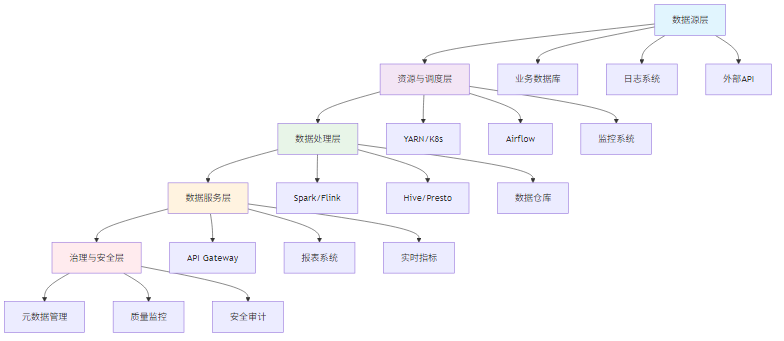 数据源层
资源与调度层
业务数据库
日志系统
外部API
数据处理层
YARN/K8s
Airflow
监控系统
数据服务层
Spark/Flink
Hive/Presto
数据仓库
治理与安全层
API Gateway
报表系统
实时指标
元数据管理
质量监控
安全审计